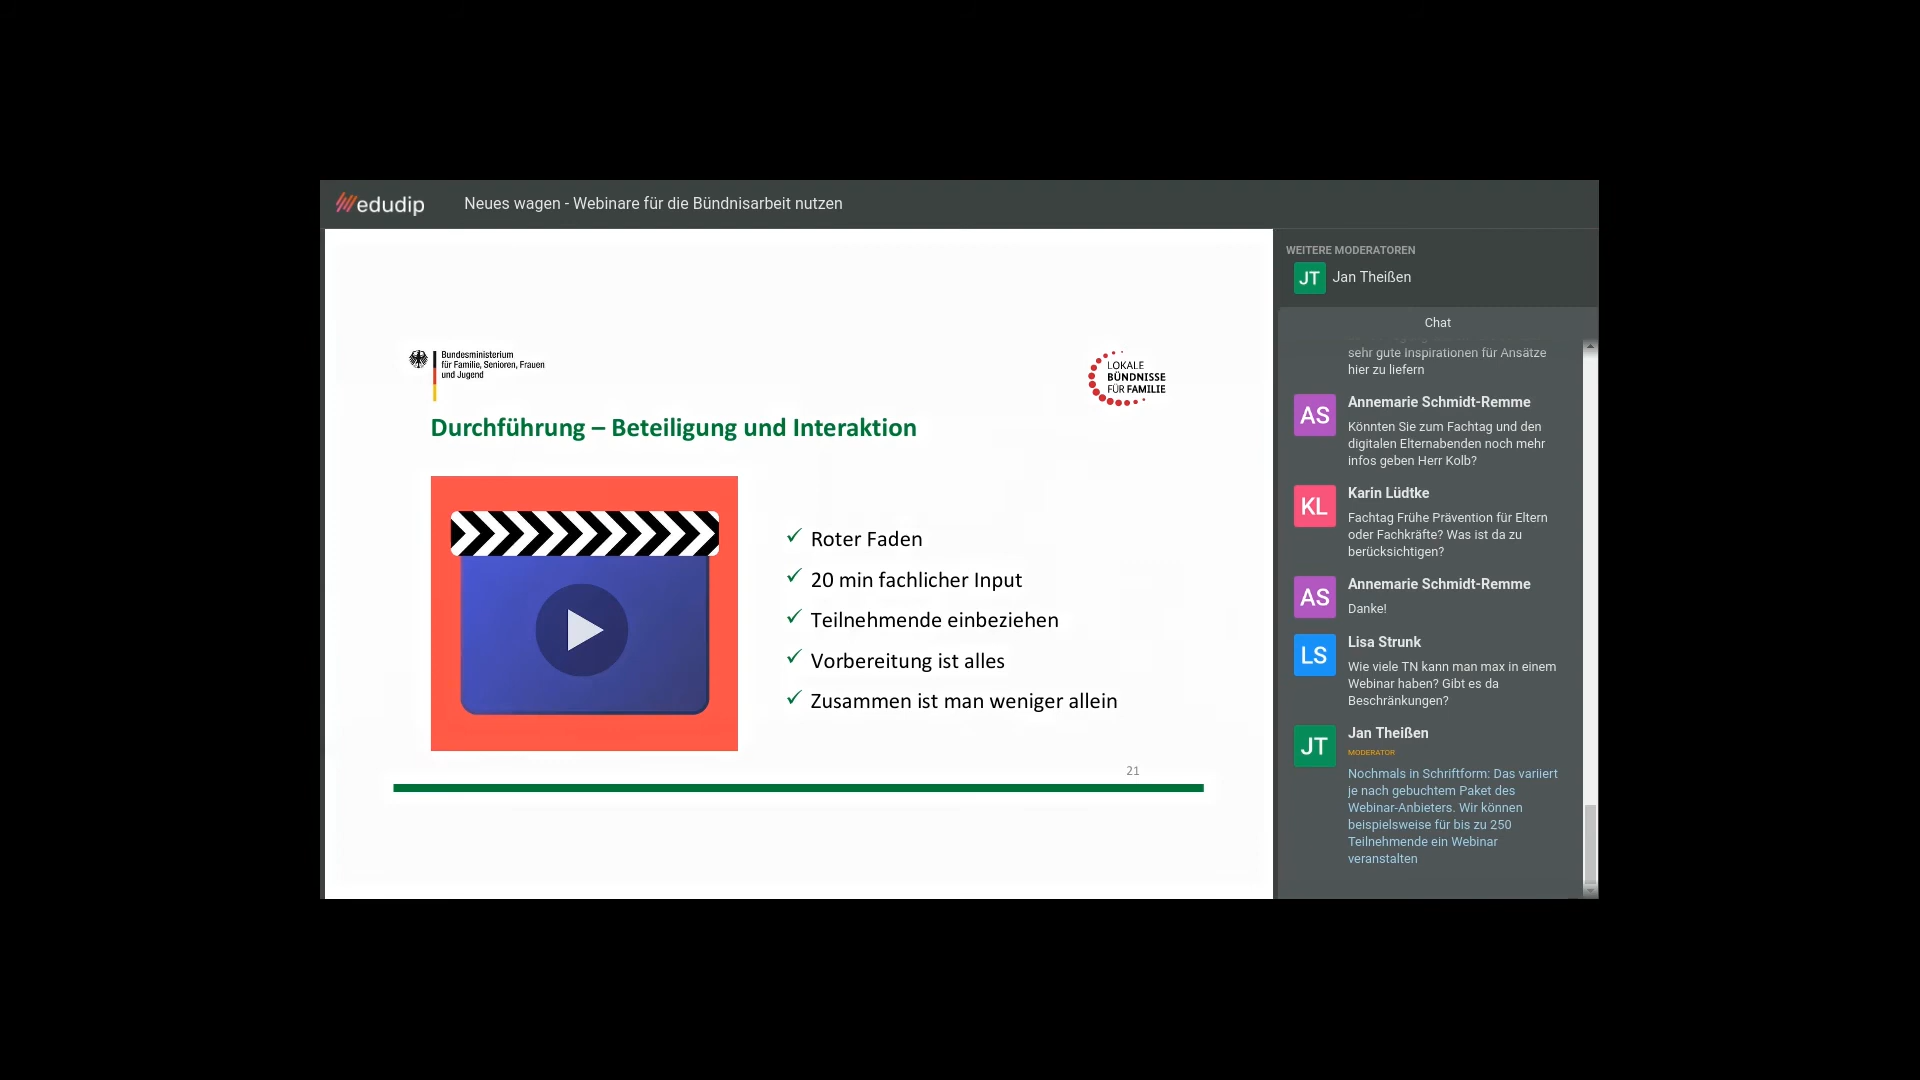 edudip
Neues wagen - Webinare für die Bündnisarbeit nutzen
Bundesministerium
für Familie, Senioren, Frauen
und Jugend
LOKALE
BÜNDNISSE
FÜR FAMILIE
Durchführung – Beteiligung und Interaktion
✓ Roter Faden
✓ 20 min fachlicher Input
✓ Teilnehmende einbeziehen
✓ Vorbereitung ist alles
✓ Zusammen ist man weniger allein
21
WEITERE MODERATOREN
JT Jan Theißen
Chat
sehr gute Inspirationen für Ansätze
hier zu liefern
AS Annemarie Schmidt-Remme
Könnten Sie zum Fachtag und den
digitalen Elternabenden noch mehr
infos geben Herr Kolb?
KL Karin Lüdtke
Fachtag Frühe Prävention für Eltern
oder Fachkräfte? Was ist da zu
berücksichtigen?
AS Annemarie Schmidt-Remme
Danke!
LS Lisa Strunk
Wie viele TN kann man max in einem
Webinar haben? Gibt es da
Beschränkungen?
JT Jan Theißen
MODERATOR
Nochmals in Schriftform: Das variiert
je nach gebuchtem Paket des
Webinar-Anbieters. Wir können
beispielsweise für bis zu 250
Teilnehmende ein Webinar
veranstalten